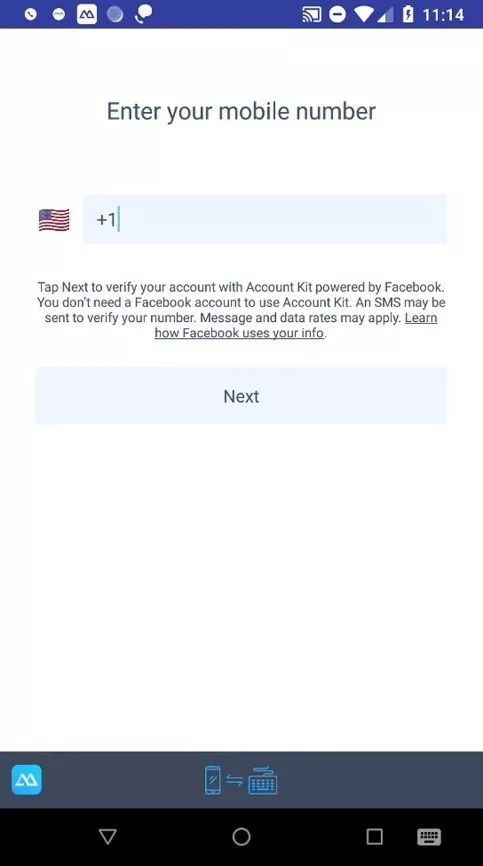 11:14
Enter your mobile number
+1
Tap Next to verify your account with Account Kit powered by Facebook.
You don't need a Facebook account to use Account Kit. An SMS may be
sent to verify your number. Message and data rates may apply. Learn
how Facebook uses your info.
Next